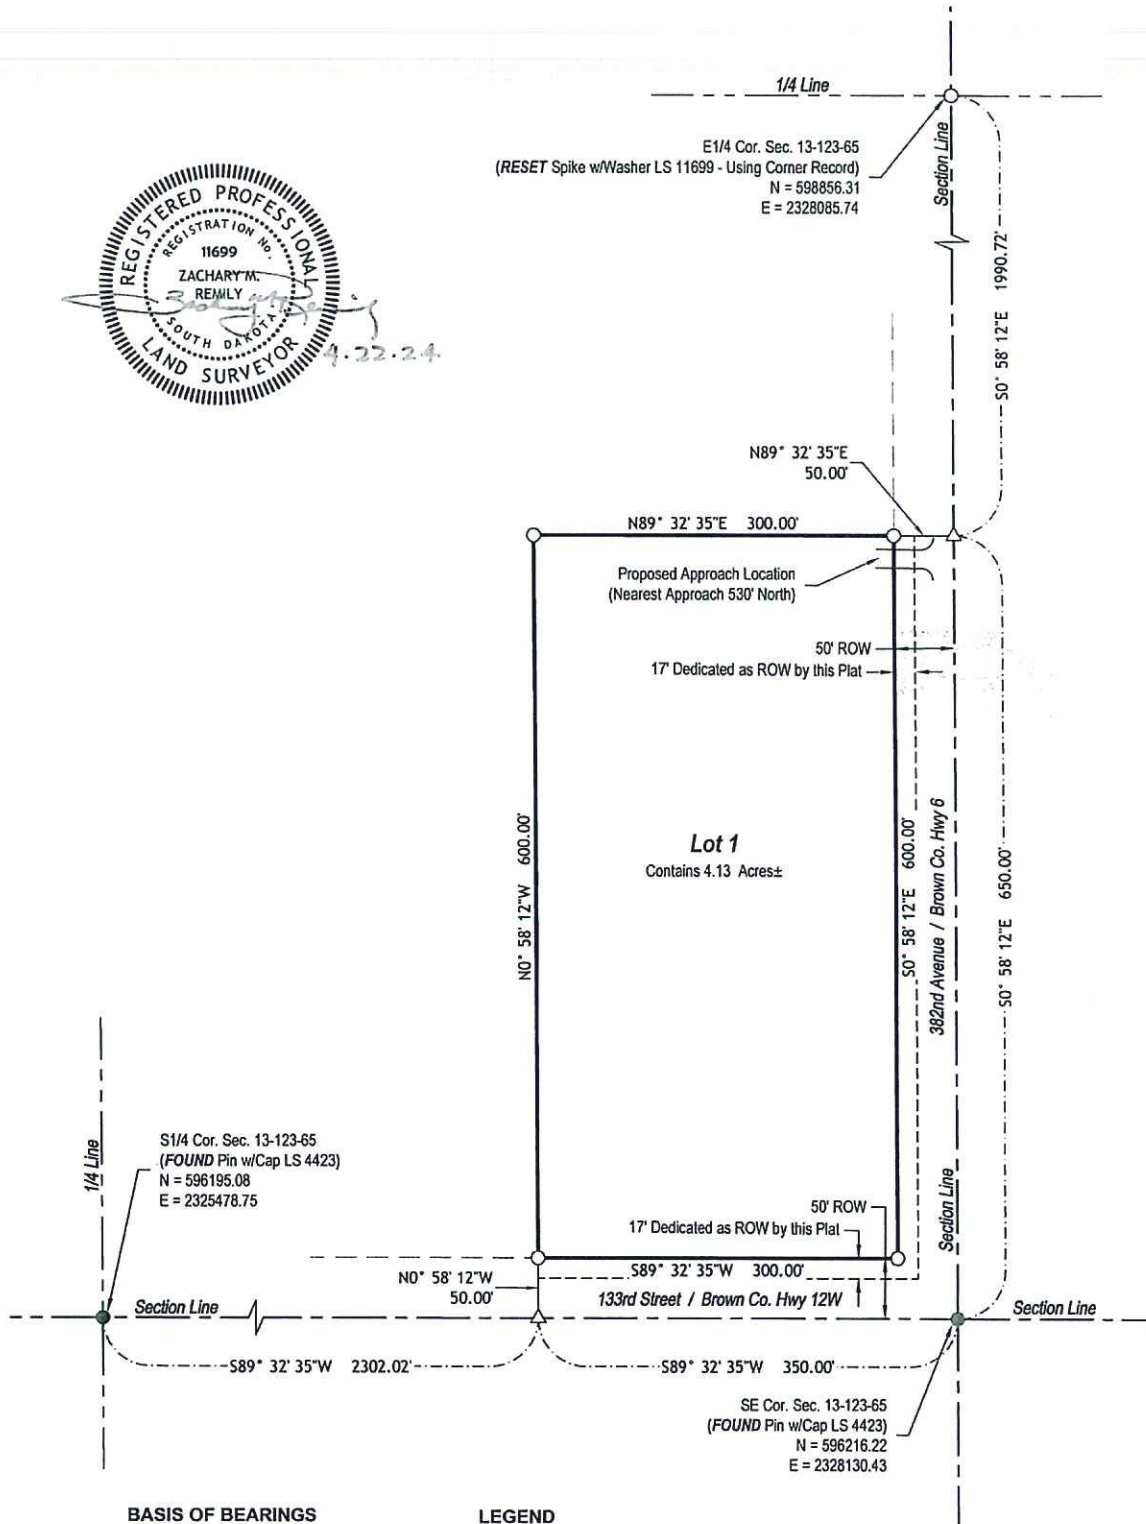 1/4 Line
E1/4 Cor. Sec. 13-123-65
(RESET Spike w/Washer LS 11699 - Using Corner Record)
N = 598856.31
E = 2328085.74
Section Line
S0° 58' 12"E 1990.72'
REGISTERED PROFESSIONAL
REGISTRATION No.
11699
ZACHARY M.
REMILY
SOUTH DAKOTA
LAND SURVEYOR
4.22.24
N89° 32' 35"E
50.00'
N89° 32' 35"E 300.00'
Proposed Approach Location
(Nearest Approach 530' North)
50' ROW
17' Dedicated as ROW by this Plat
Lot 1
Contains 4.13 Acres±
N0° 58' 12"W 600.00'
S0° 58' 12"E 600.00'
382nd Avenue / Brown Co. Hwy 6
S0° 58' 12"E 650.00'
1/4 Line
S1/4 Cor. Sec. 13-123-65
(FOUND Pin w/Cap LS 4423)
N = 596195.08
E = 2325478.75
Section Line
50' ROW
17' Dedicated as ROW by this Plat
S89° 32' 35"W 300.00'
N0° 58' 12"W
50.00'
133rd Street / Brown Co. Hwy 12W
Section Line
Section Line
S89° 32' 35"W 2302.02'
S89° 32' 35"W 350.00'
SE Cor. Sec. 13-123-65
(FOUND Pin w/Cap LS 4423)
N = 596216.22
E = 2328130.43
BASIS OF BEARINGS
LEGEND